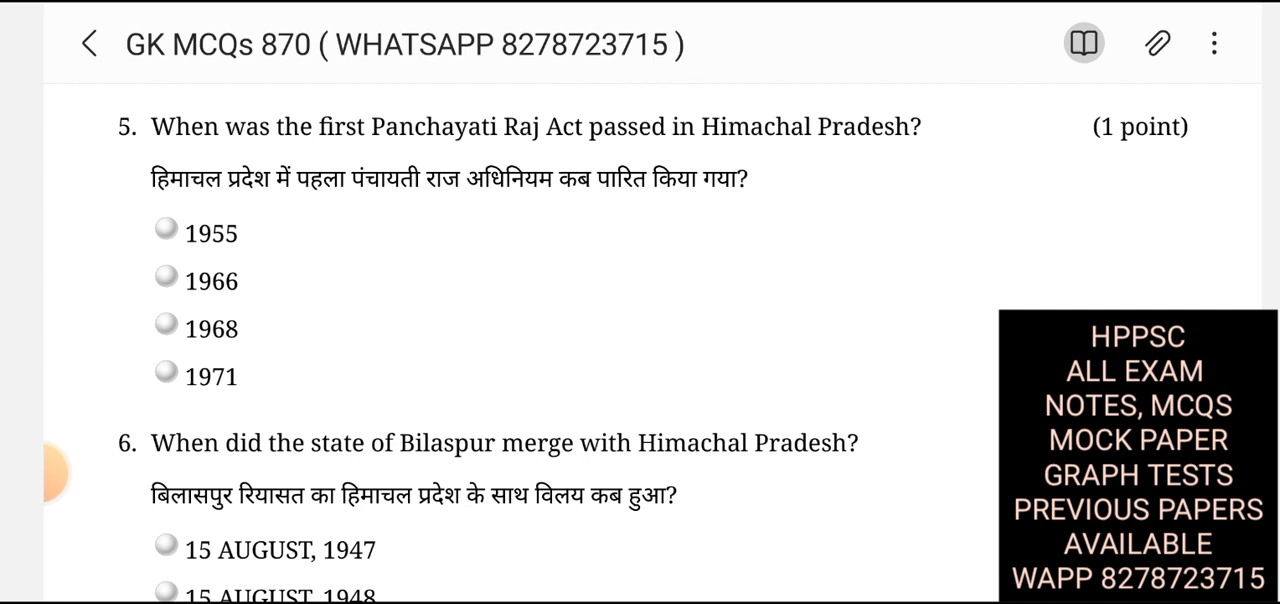 GK MCQs 870 ( WHATSAPP 8278723715 )
5. When was the first Panchayati Raj Act passed in Himachal Pradesh? (1 point)
हिमाचल प्रदेश में पहला पंचायती राज अधिनियम कब पारित किया गया?
1955
1966
1968
1971
6. When did the state of Bilaspur merge with Himachal Pradesh?
बिलासपुर रियासत का हिमाचल प्रदेश के साथ विलय कब हुआ?
15 AUGUST, 1947
15 AUGUST, 1948
HPPSC
ALL EXAM
NOTES, MCQS
MOCK PAPER
GRAPH TESTS
PREVIOUS PAPERS
AVAILABLE
WAPP 8278723715